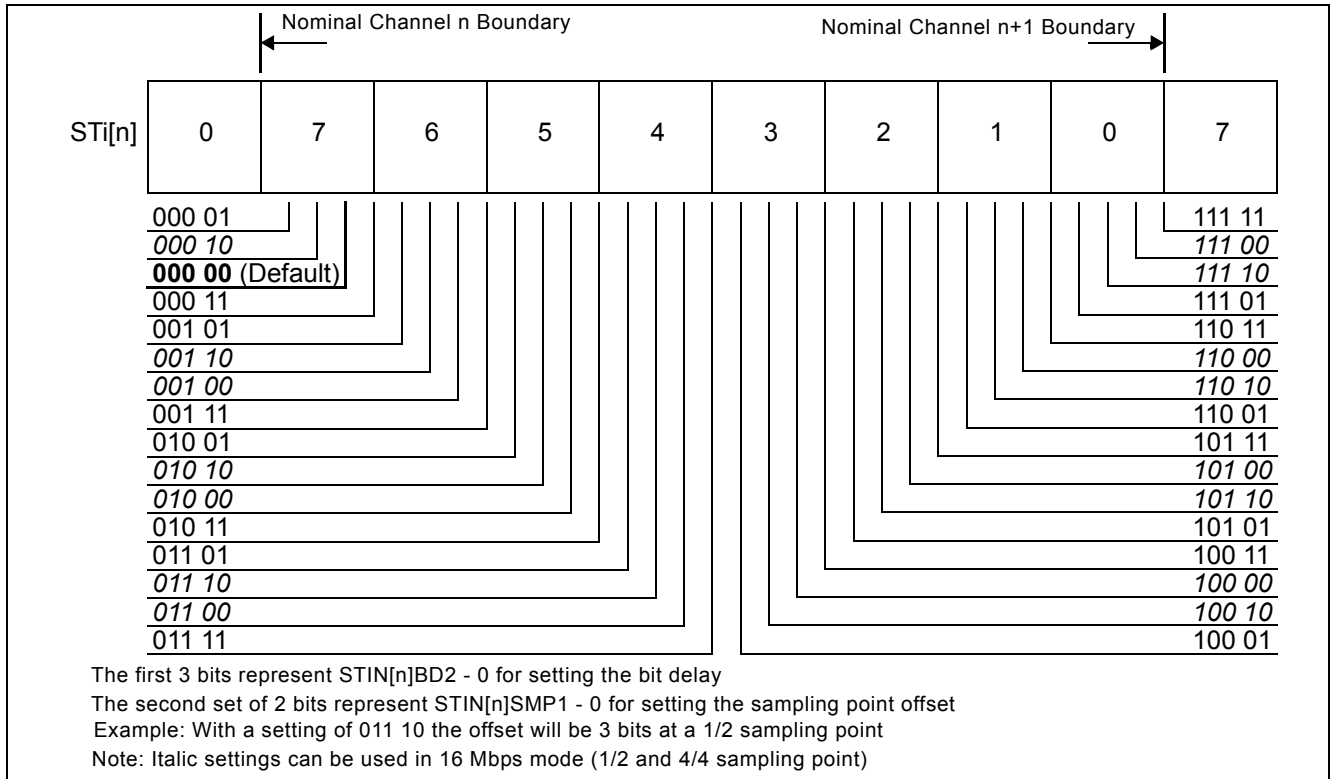 Nominal Channel n Boundary
Nominal Channel n+1 Boundary
STi[n] 0 7 6 5 4 3 2 1 0 7
000 01 111 11
000 10 111 00
000 00 (Default) 111 10
000 11 111 01
001 01 110 11
001 10 110 00
001 00 110 10
001 11 110 01
010 01 101 11
010 10 101 00
010 00 101 10
010 11 101 01
011 01 100 11
011 10 100 00
011 00 100 10
011 11 100 01
The first 3 bits represent STIN[n]BD2 - 0 for setting the bit delay
The second set of 2 bits represent STIN[n]SMP1 - 0 for setting the sampling point offset
Example: With a setting of 011 10 the offset will be 3 bits at a 1/2 sampling point
Note: Italic settings can be used in 16 Mbps mode (1/2 and 4/4 sampling point)